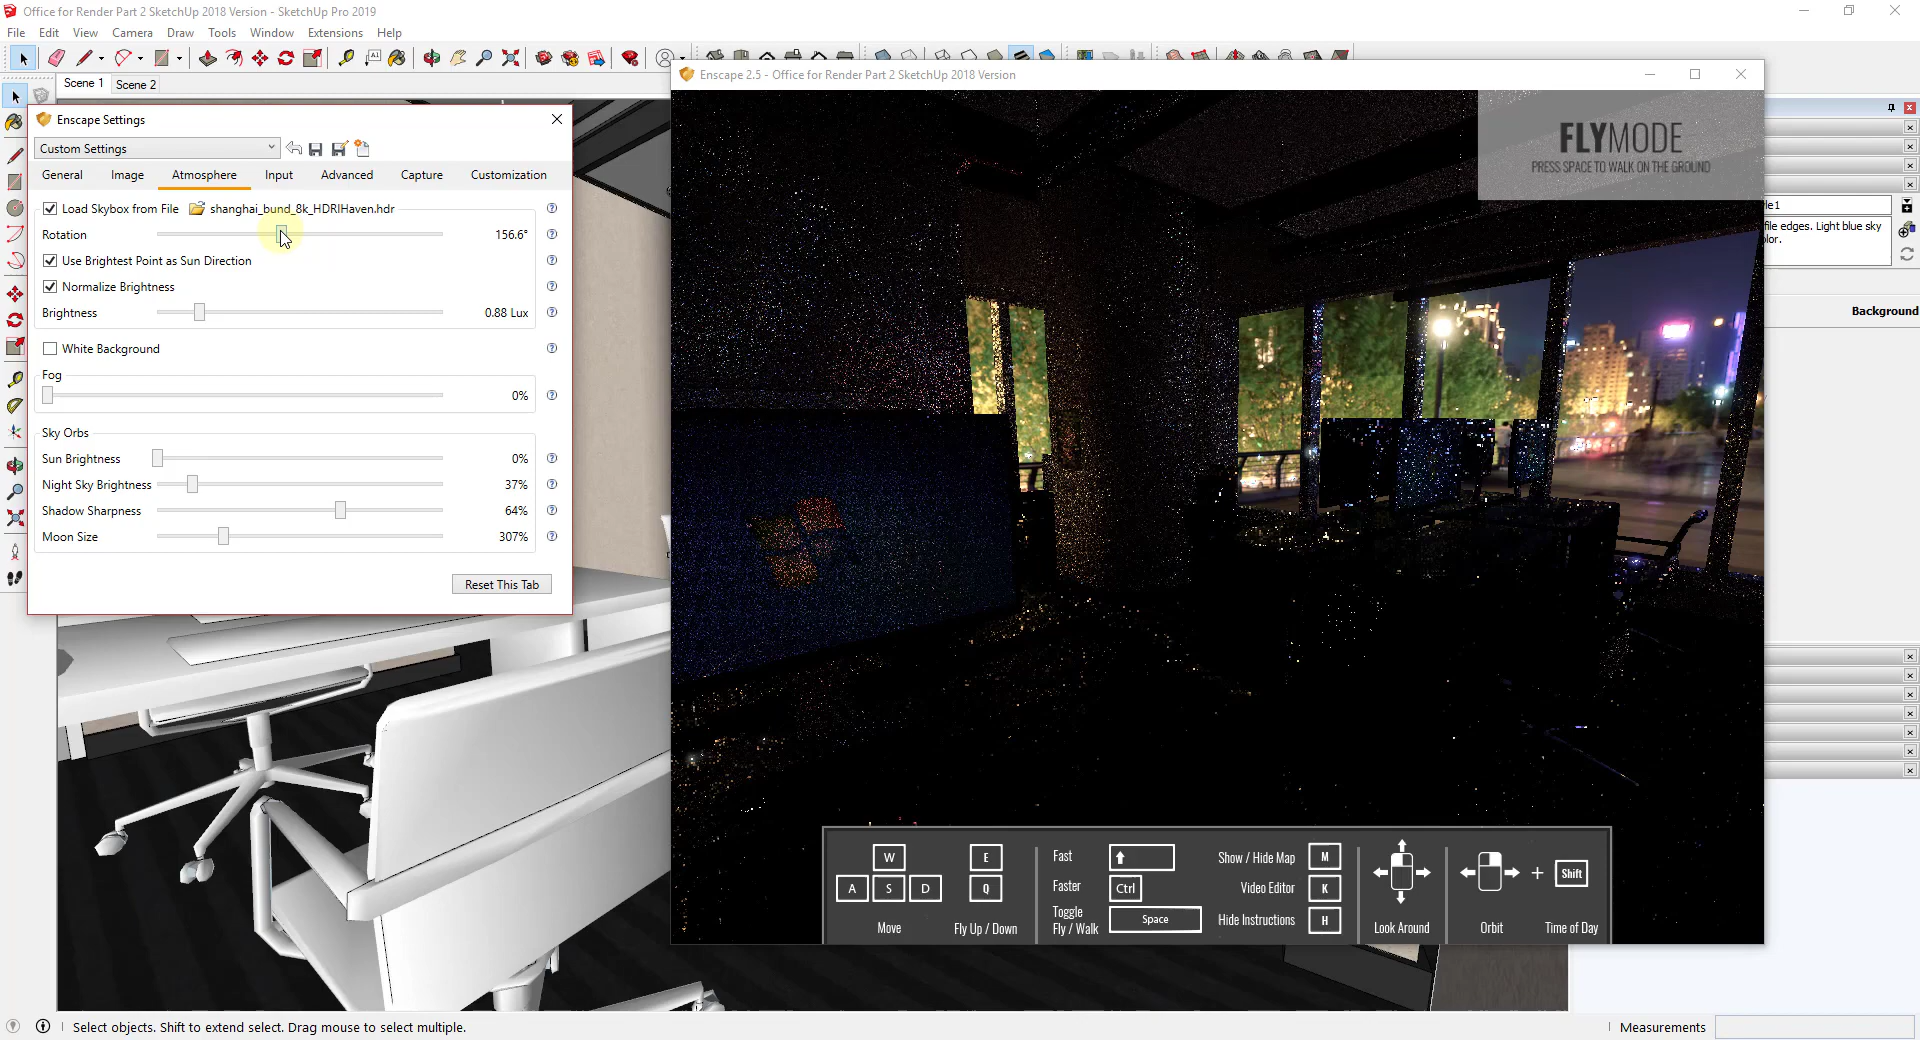 Office for Render Part 2 SketchUp 2018 Version - SketchUp Pro 2019
File Edit View Camera Draw Tools Window Extensions Help
Scene 1 Scene 2
Enscape Settings
Custom Settings
General Image Atmosphere Input Advanced Capture Customization
Load Skybox from File shanghai_bund_8k_HDRIHaven.hdr
Rotation 156.6°
Use Brightest Point as Sun Direction
Normalize Brightness
Brightness 0.88 Lux
White Background
Fog
0%
Sky Orbs
Sun Brightness 0%
Night Sky Brightness 37%
Shadow Sharpness 64%
Moon Size 307%
Reset This Tab
Enscape 2.5 - Office for Render Part 2 SketchUp 2018 Version
FLYMODE
PRESS SPACE TO WALK ON THE GROUND
W E
A S D Q
Move Fly Up / Down
Fast
Faster Ctrl
Toggle
Fly / Walk Space
Show / Hide Map M
Video Editor K
Hide Instructions H
Look Around
+ Shift
Orbit Time of Day
file edges. Light blue sky
Background
Select objects. Shift to extend select. Drag mouse to select multiple.
Measurements